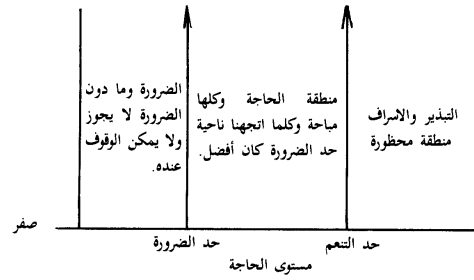 الضرورة وما دون
الضرورة لا يجوز
ولا يمكن الوقوف
عنده.
منطقة الحاجة وكلها
مباحة وكلما اتجهنا ناحية
حد الضرورة كان أفضل.
التبذير والاسراف
منطقة محظورة
صفر
حد الضرورة
حد التنعم
مستوى الحاجة